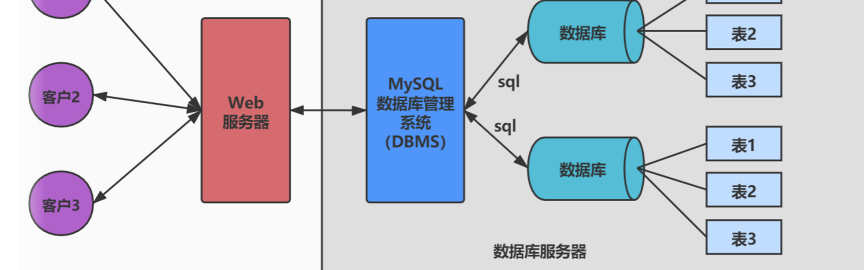 数据库
表2
表3
sql
客户2
Web
服务器
MySQL
数据库管理
系统
（DBMS）
sql
数据库
表1
表2
表3
客户3
数据库服务器